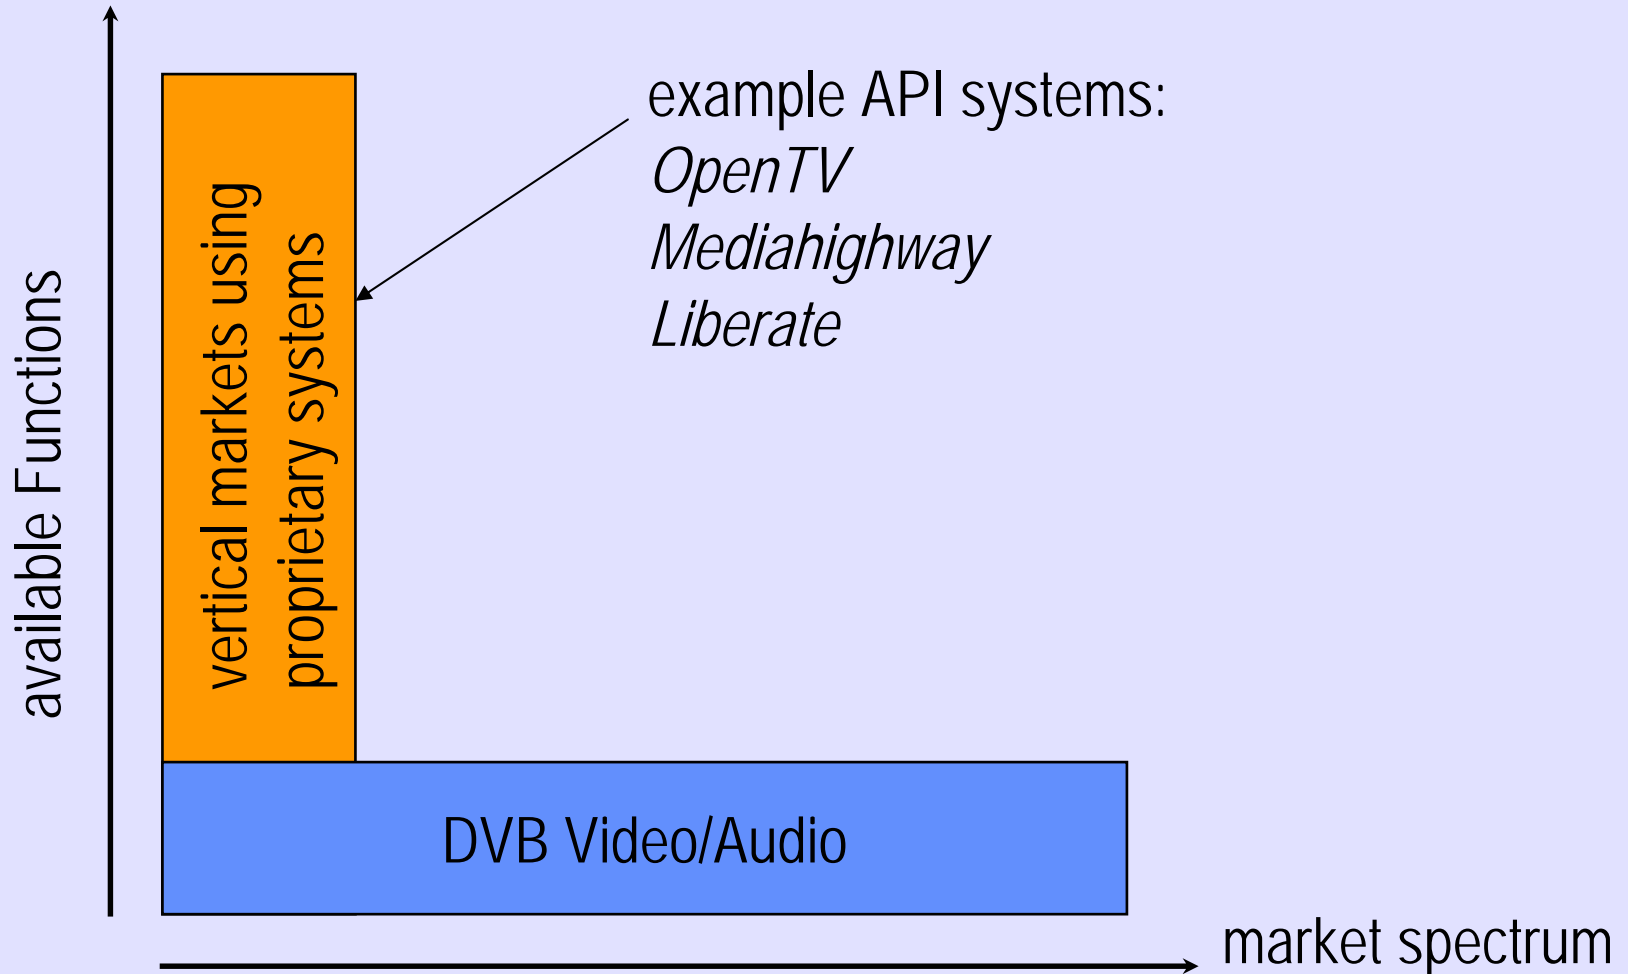 example API systems:
OpenTV
Mediahighway
Liberate
available Functions
vertical markets using
proprietary systems
DVB Video/Audio
market spectrum